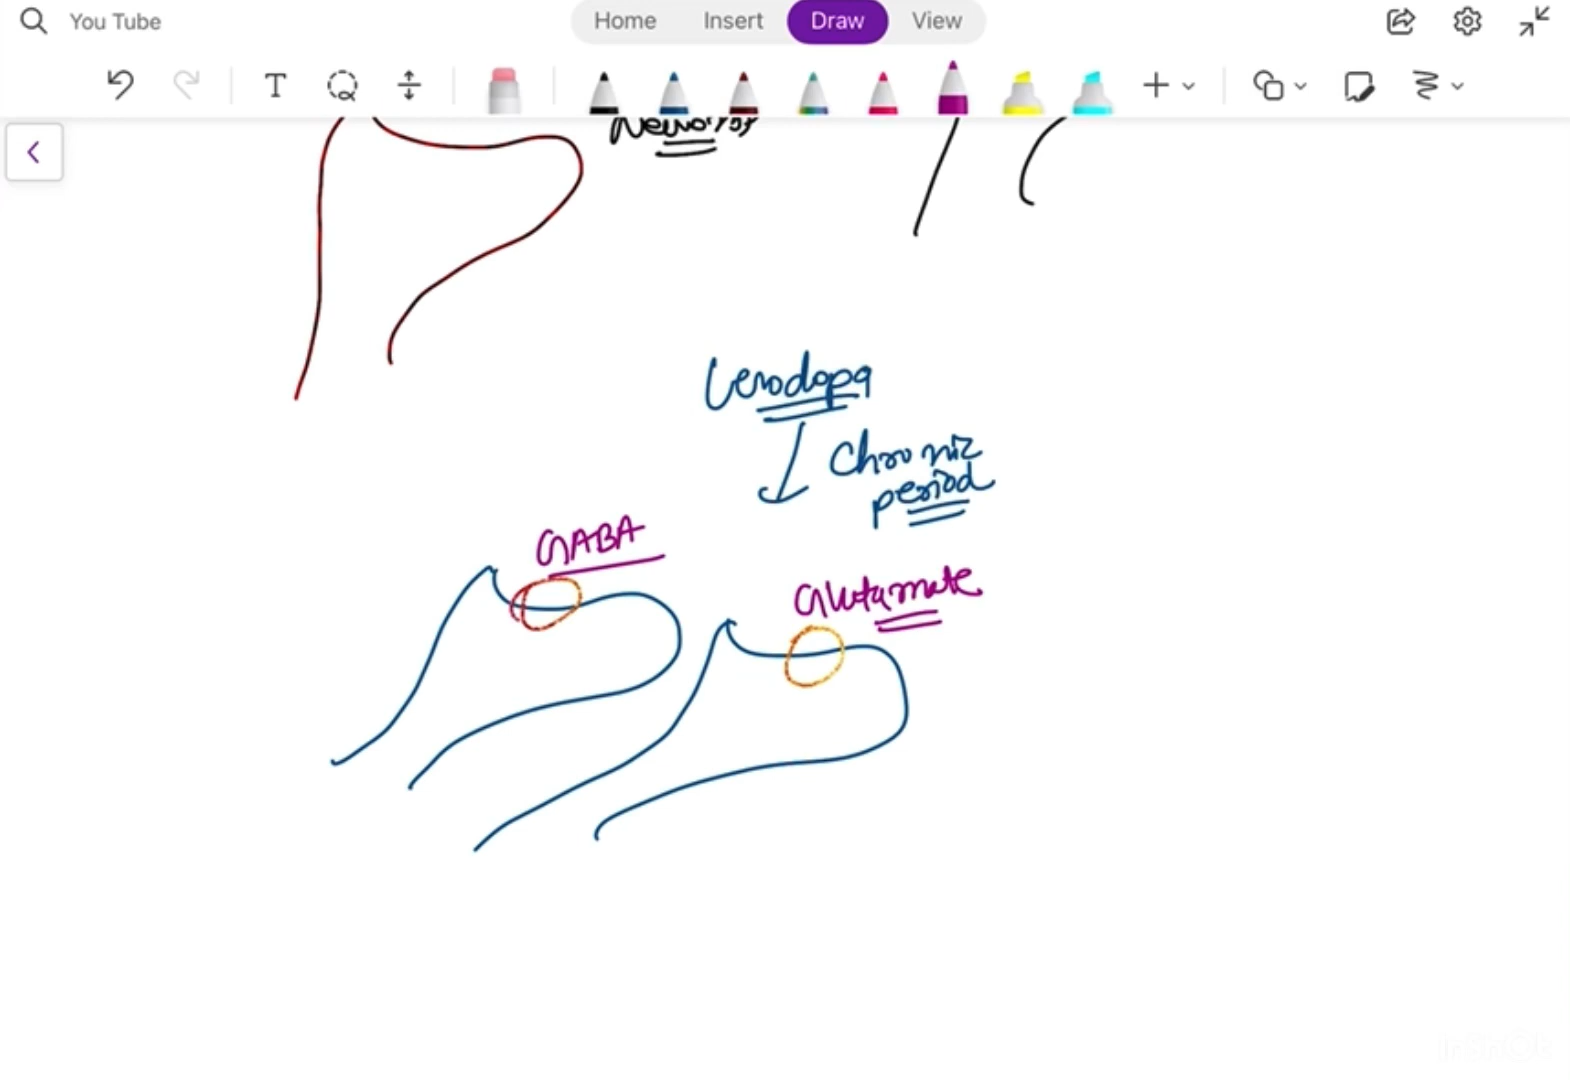 You Tube
Home Insert Draw View
T
Levodopa
Chronic
period
GABA
Glutamate